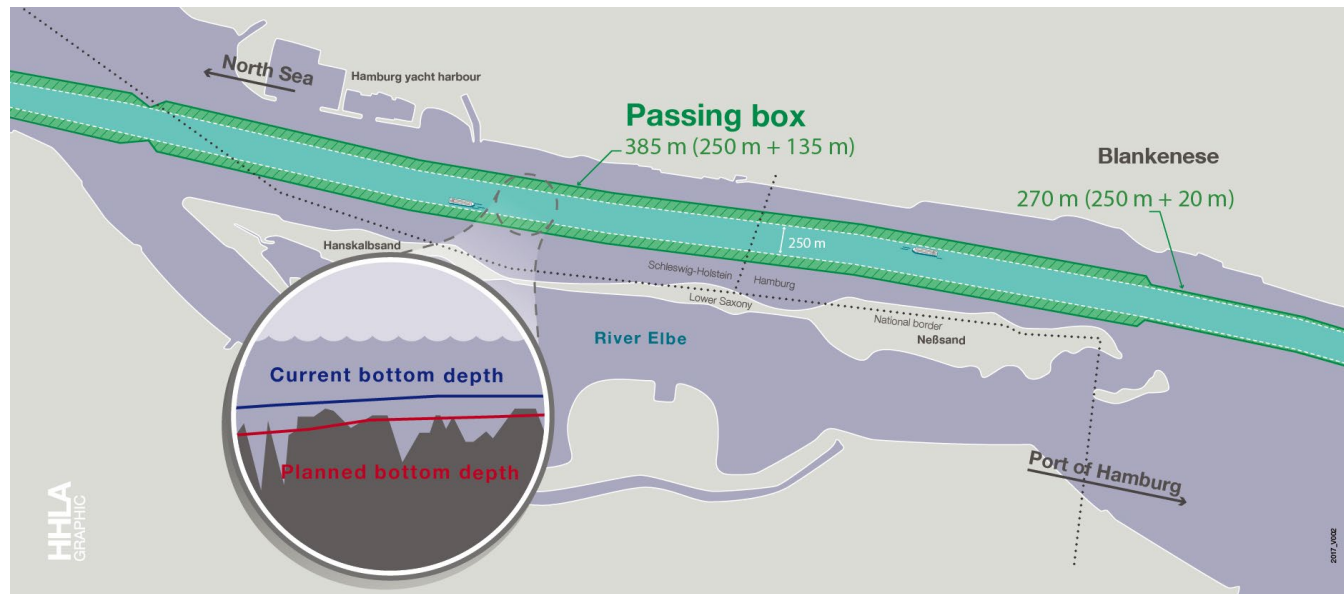 North Sea
Hamburg yacht harbour
Passing box
385 m (250 m + 135 m)
Blankenese
270 m (250 m + 20 m)
250 m
Hanskalbsand
Schleswig-Holstein
Hamburg
Lower Saxony
National border
Neßsand
River Elbe
Current bottom depth
Planned bottom depth
Port of Hamburg
HHLA
GRAPHIC
2017_V002